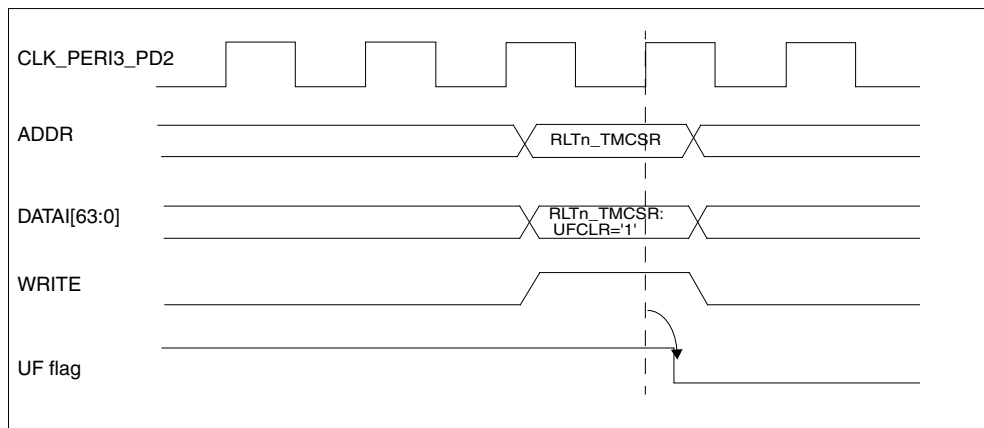 CLK_PERI3_PD2
ADDR
RLTn_TMCSR
DATAI[63:0]
RLTn_TMCSR:
UFCLR='1'
WRITE
UF flag